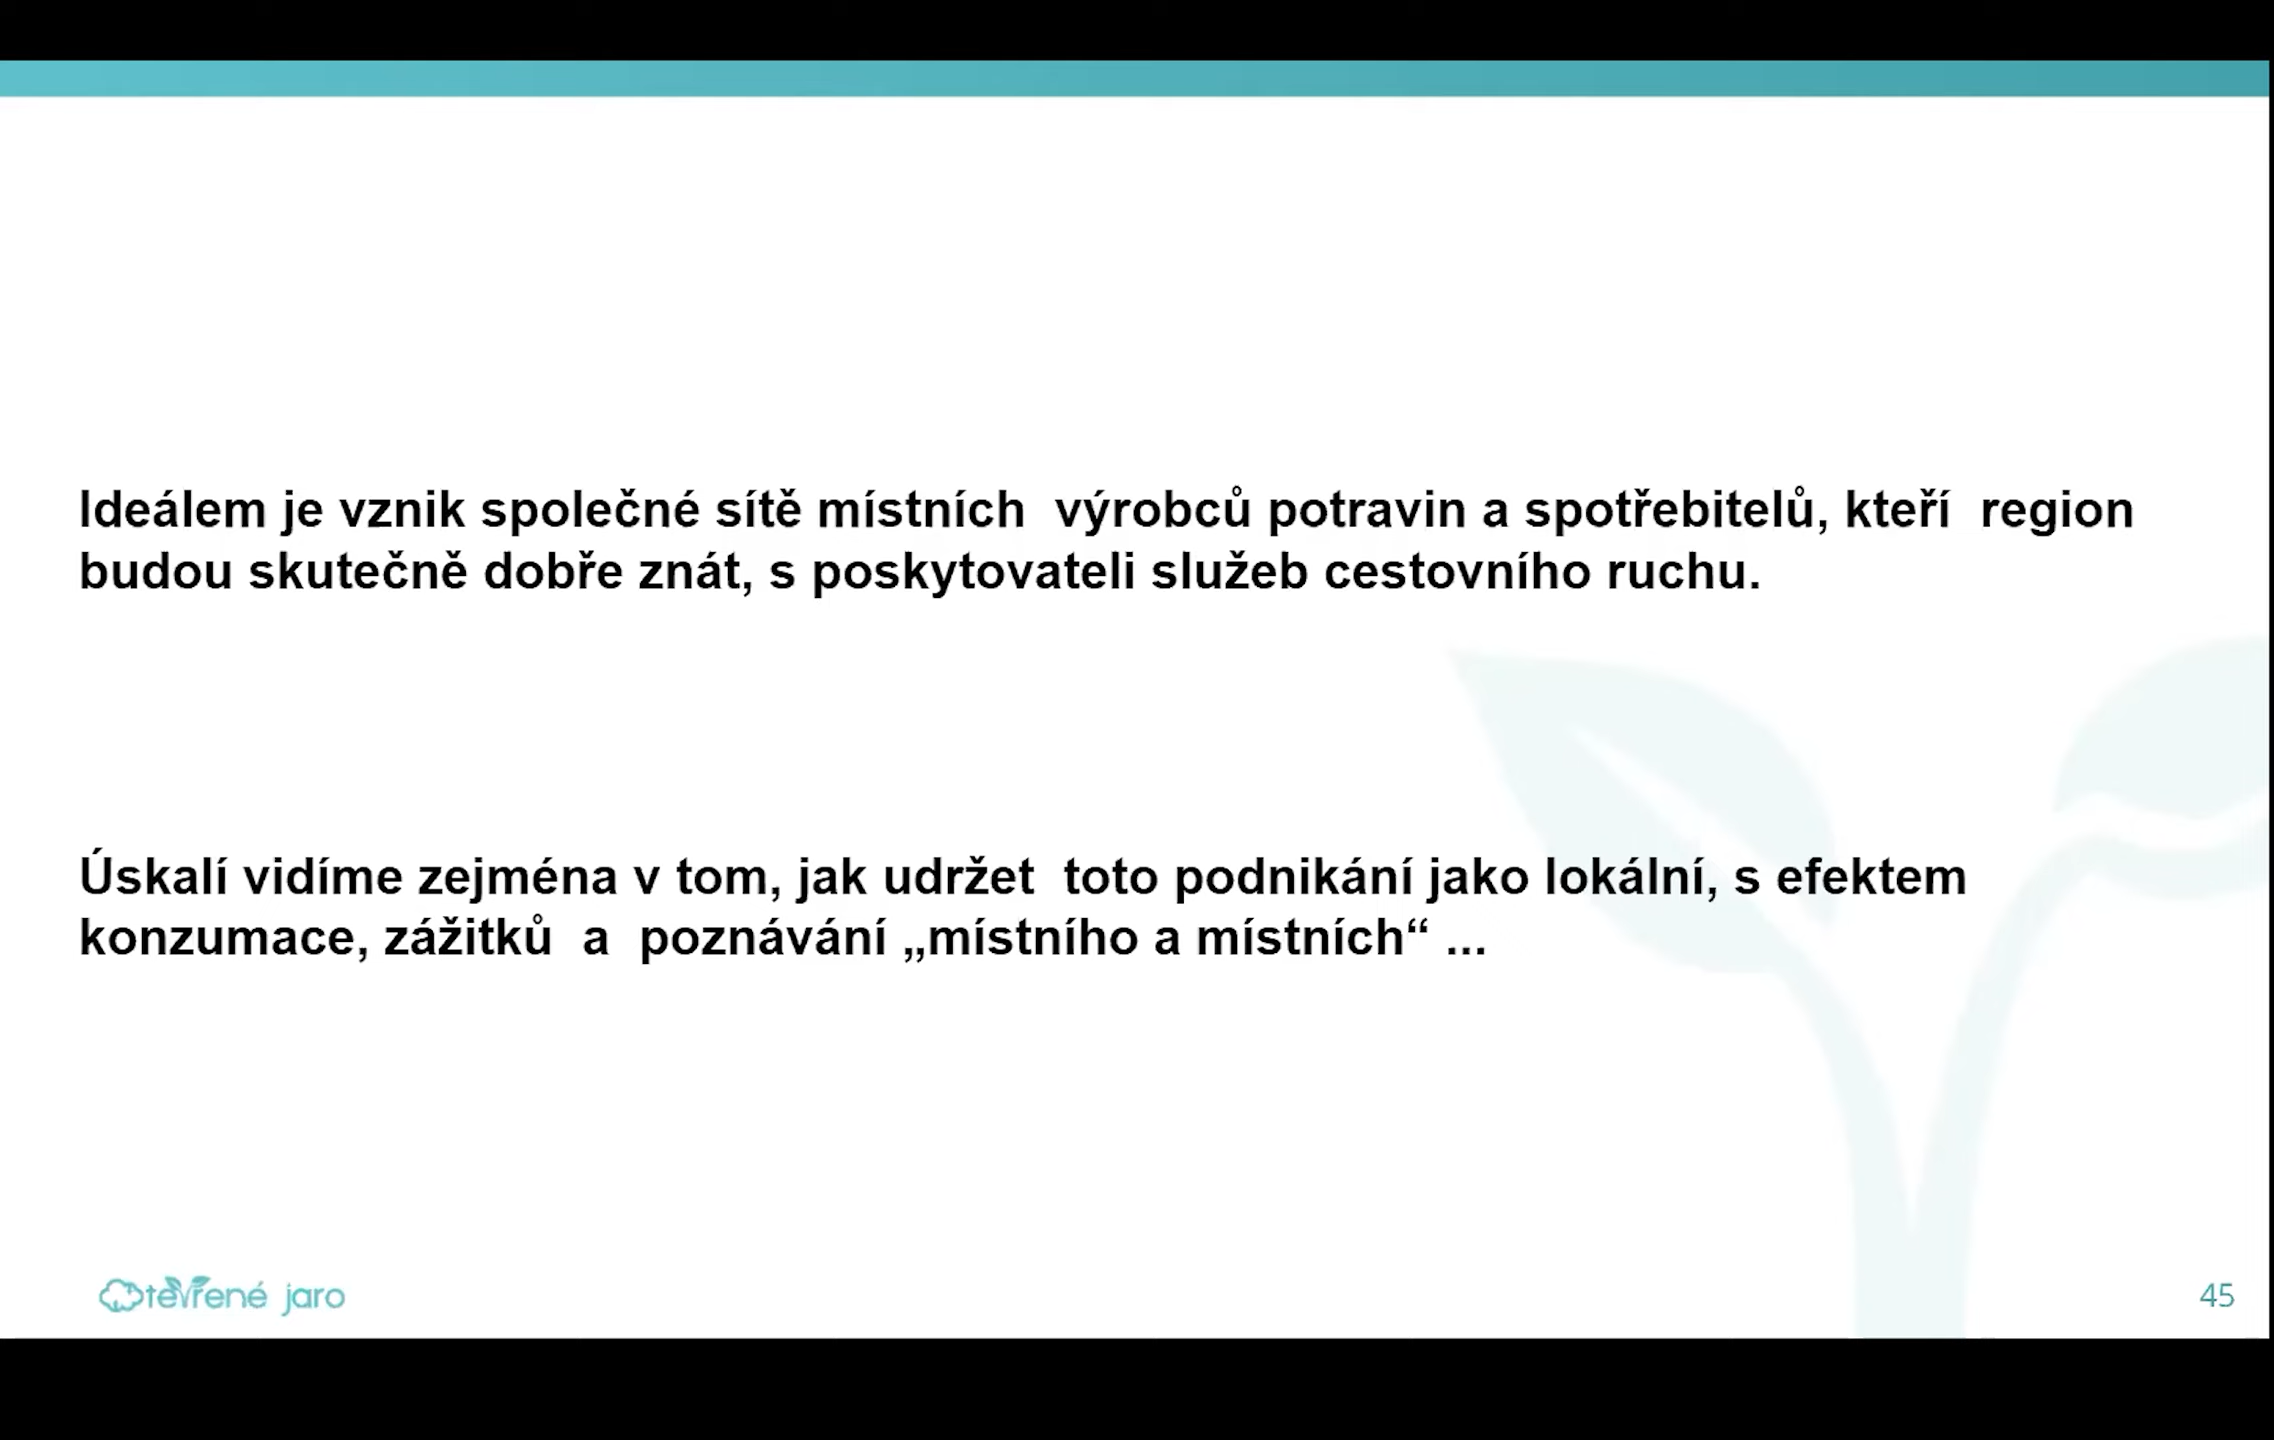 Ideálem je vznik společné sítě místních  výrobců potravin a spotřebitelů, kteří  region
budou skutečně dobře znát, s poskytovateli služeb cestovního ruchu.
Úskalí vidíme zejména v tom, jak udržet  toto podnikání jako lokální, s efektem
konzumace, zážitků  a  poznávání „místního a místních“ ...
Otevřené jaro
45